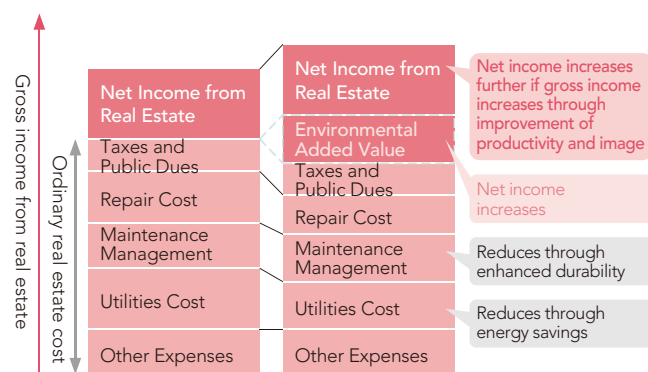 Gross income from real estate
Ordinary real estate cost
Net Income from
Real Estate
Taxes and
Public Dues
Repair Cost
Maintenance
Management
Utilities Cost
Other Expenses
Net Income from
Real Estate
Environmental
Added Value
Taxes and
Public Dues
Repair Cost
Maintenance
Management
Utilities Cost
Other Expenses
Net income increases
further if gross income
increases through
improvement of
productivity and image
Net income
increases
Reduces through
enhanced durability
Reduces through
energy savings